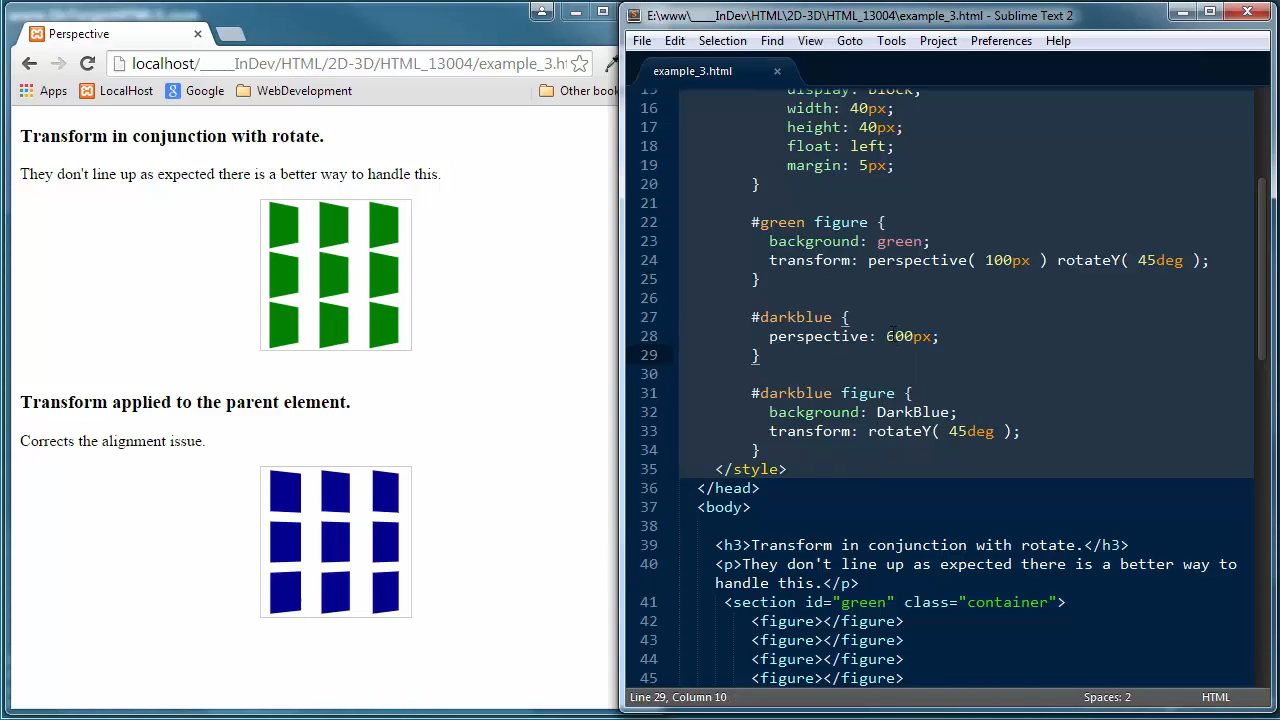 Perspective
localhost/_____InDev/HTML/2D-3D/HTML_13004/example_3.h
Apps LocalHost Google WebDevelopment Other book
Transform in conjunction with rotate.
They don't line up as expected there is a better way to handle this.
Transform applied to the parent element.
Corrects the alignment issue.
E:\www\_____InDev\HTML\2D-3D\HTML_13004\example_3.html - Sublime Text 2
File Edit Selection Find View Goto Tools Project Preferences Help
example_3.html
15 display: block;
16 width: 40px;
17 height: 40px;
18 float: left;
19 margin: 5px;
20 }
21
22 #green figure {
23 background: green;
24 transform: perspective( 100px ) rotateY( 45deg );
25 }
26
27 #darkblue {
28 perspective: 600px;
29 }
30
31 #darkblue figure {
32 background: DarkBlue;
33 transform: rotateY( 45deg );
34 }
35 </style>
36 </head>
37 <body>
38
39 <h3>Transform in conjunction with rotate.</h3>
40 <p>They don't line up as expected there is a better way to
handle this.</p>
41 <section id="green" class="container">
42 <figure></figure>
43 <figure></figure>
44 <figure></figure>
45 <figure></figure>
Line 29, Column 10 Spaces: 2 HTML